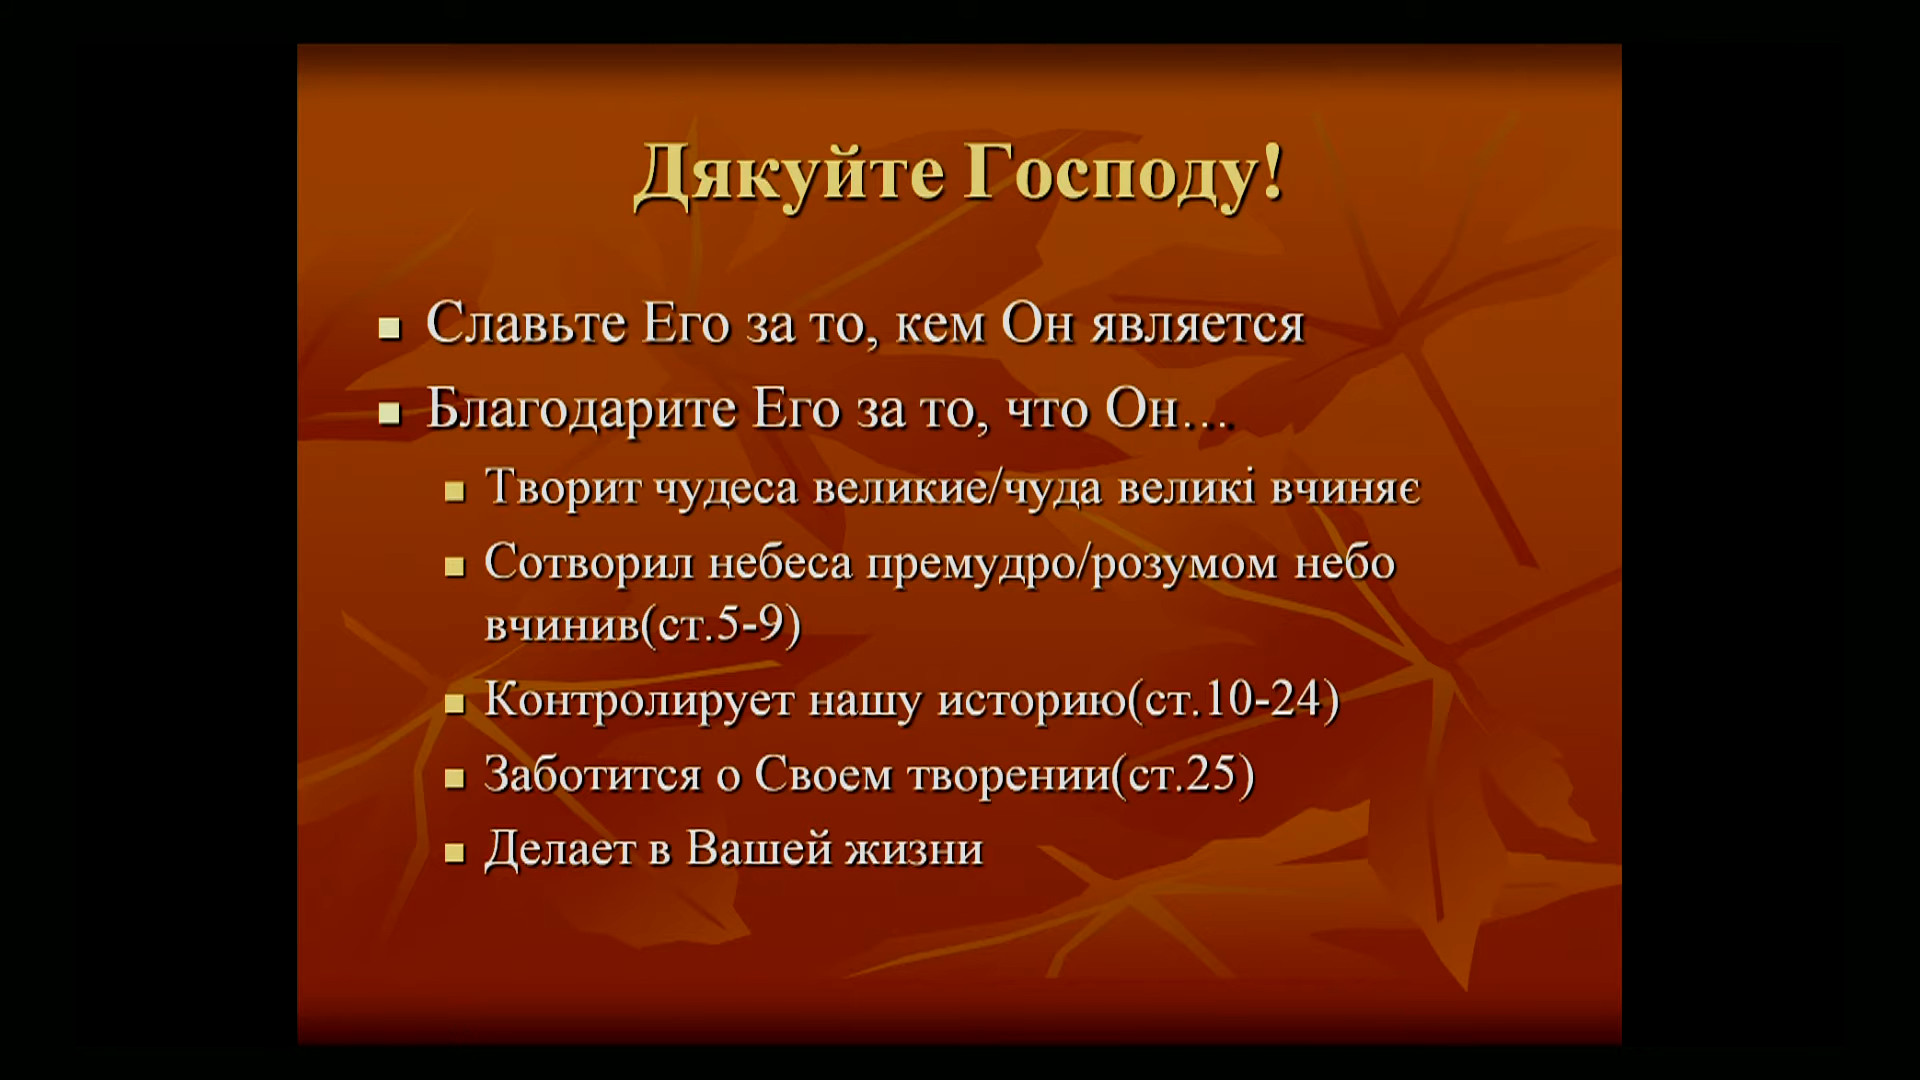 Дякуйте Господу!
Славьте Его за то, кем Он является
Благодарите Его за то, что Он....
Творит чудеса великие/чуда великі вчиняє
Сотворил небеса премудро/розумом небо
вчинив(ст.5-9)
Контролирует нашу историю(ст.10-24)
Заботится о Своем творении(ст.25)
Делает в Вашей жизни